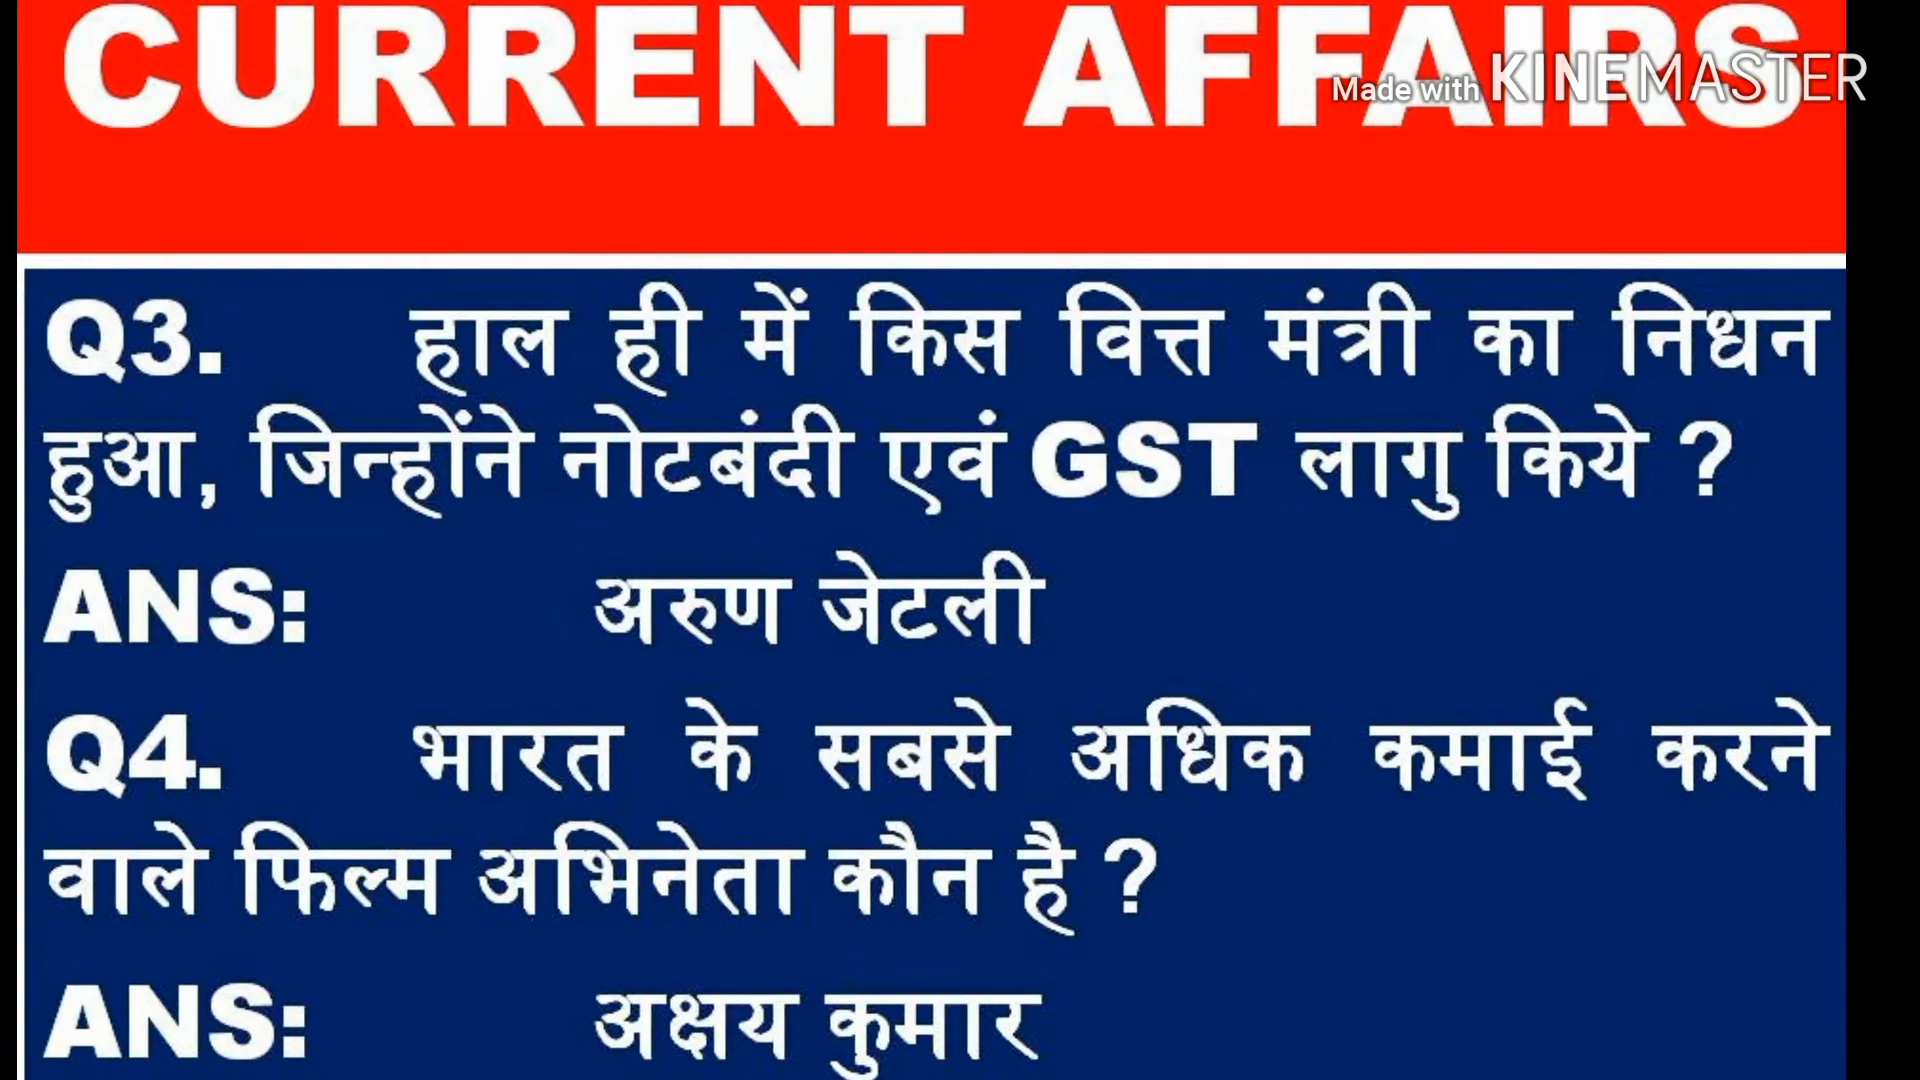 CURRENT AFFAIRS
Made with KINEMASTER
Q3. हाल ही में किस वित्त मंत्री का निधन
हुआ, जिन्होंने नोटबंदी एवं GST लागु किये ?
ANS: अरुण जेटली
Q4. भारत के सबसे अधिक कमाई करने
वाले फिल्म अभिनेता कौन है ?
ANS: अक्षय कुमार